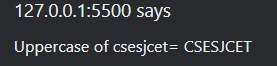 127.0.0.1:5500 says
Uppercase of csesjcet= CSESJCET